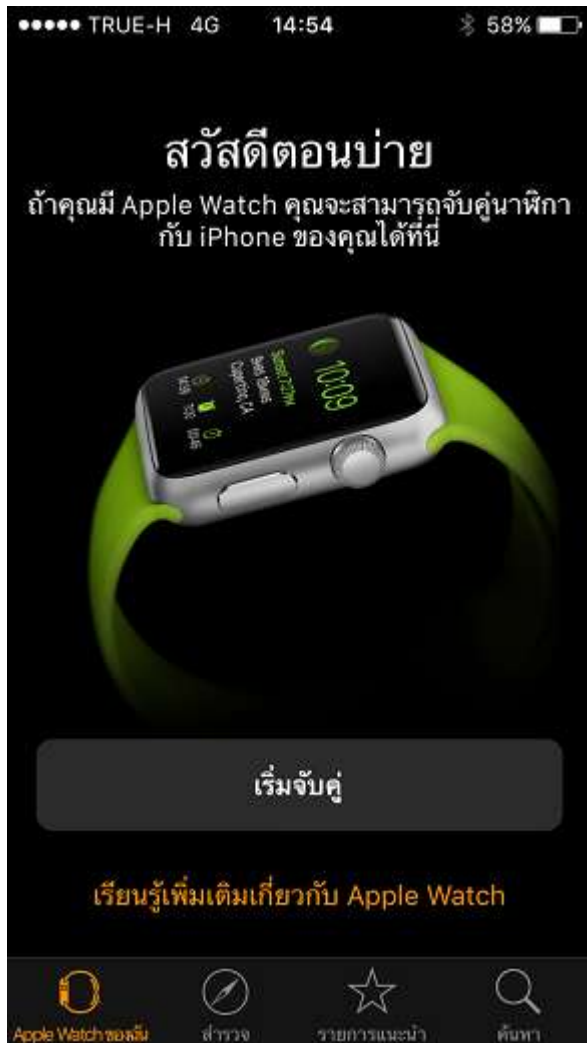 TRUE-H 4G 14:54 58%
สวัสดีตอนบ่าย
ถ้าคุณมี Apple Watch คุณจะสามารถจับคู่นาฬิกา
กับ iPhone ของคุณได้ที่นี่
10:09
เริ่มจับคู่
เรียนรู้เพิ่มเติมเกี่ยวกับ Apple Watch
Apple Watch ของฉัน สำรวจ รายการแนะนำ ค้นหา